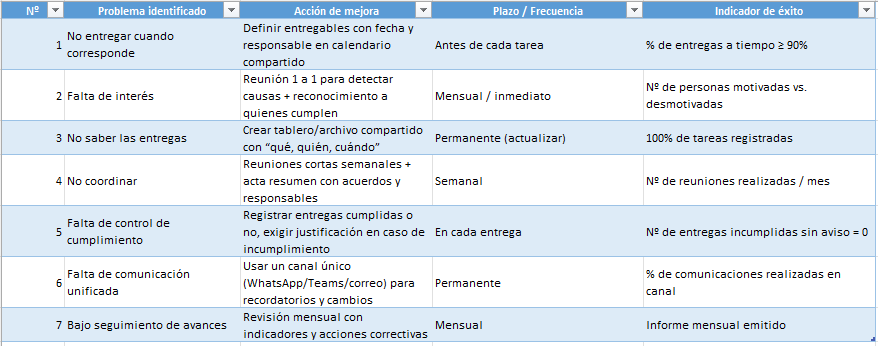 Nº Problema identificado Acción de mejora Plazo / Frecuencia Indicador de éxito
1 No entregar cuando corresponde Definir entregables con fecha y responsable en calendario compartido Antes de cada tarea % de entregas a tiempo ≥ 90%
2 Falta de interés Reunión 1 a 1 para detectar causas + reconocimiento a quienes cumplen Mensual / inmediato Nº de personas motivadas vs. desmotivadas
3 No saber las entregas Crear tablero/archivo compartido con “qué, quién, cuándo” Permanente (actualizar) 100% de tareas registradas
4 No coordinar Reuniones cortas semanales + acta resumen con acuerdos y responsables Semanal Nº de reuniones realizadas / mes
5 Falta de control de cumplimiento Registrar entregas cumplidas o no, exigir justificación en caso de incumplimiento En cada entrega Nº de entregas incumplidas sin aviso = 0
6 Falta de comunicación unificada Usar un canal único (WhatsApp/Teams/correo) para recordatorios y cambios Permanente % de comunicaciones realizadas en canal
7 Bajo seguimiento de avances Revisión mensual con indicadores y acciones correctivas Mensual Informe mensual emitido